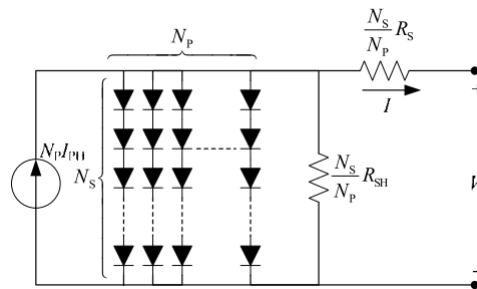 N_P
N_S/N_P R_S
I
+
N_P I_PH
N_S
N_S/N_P R_SH
V
−